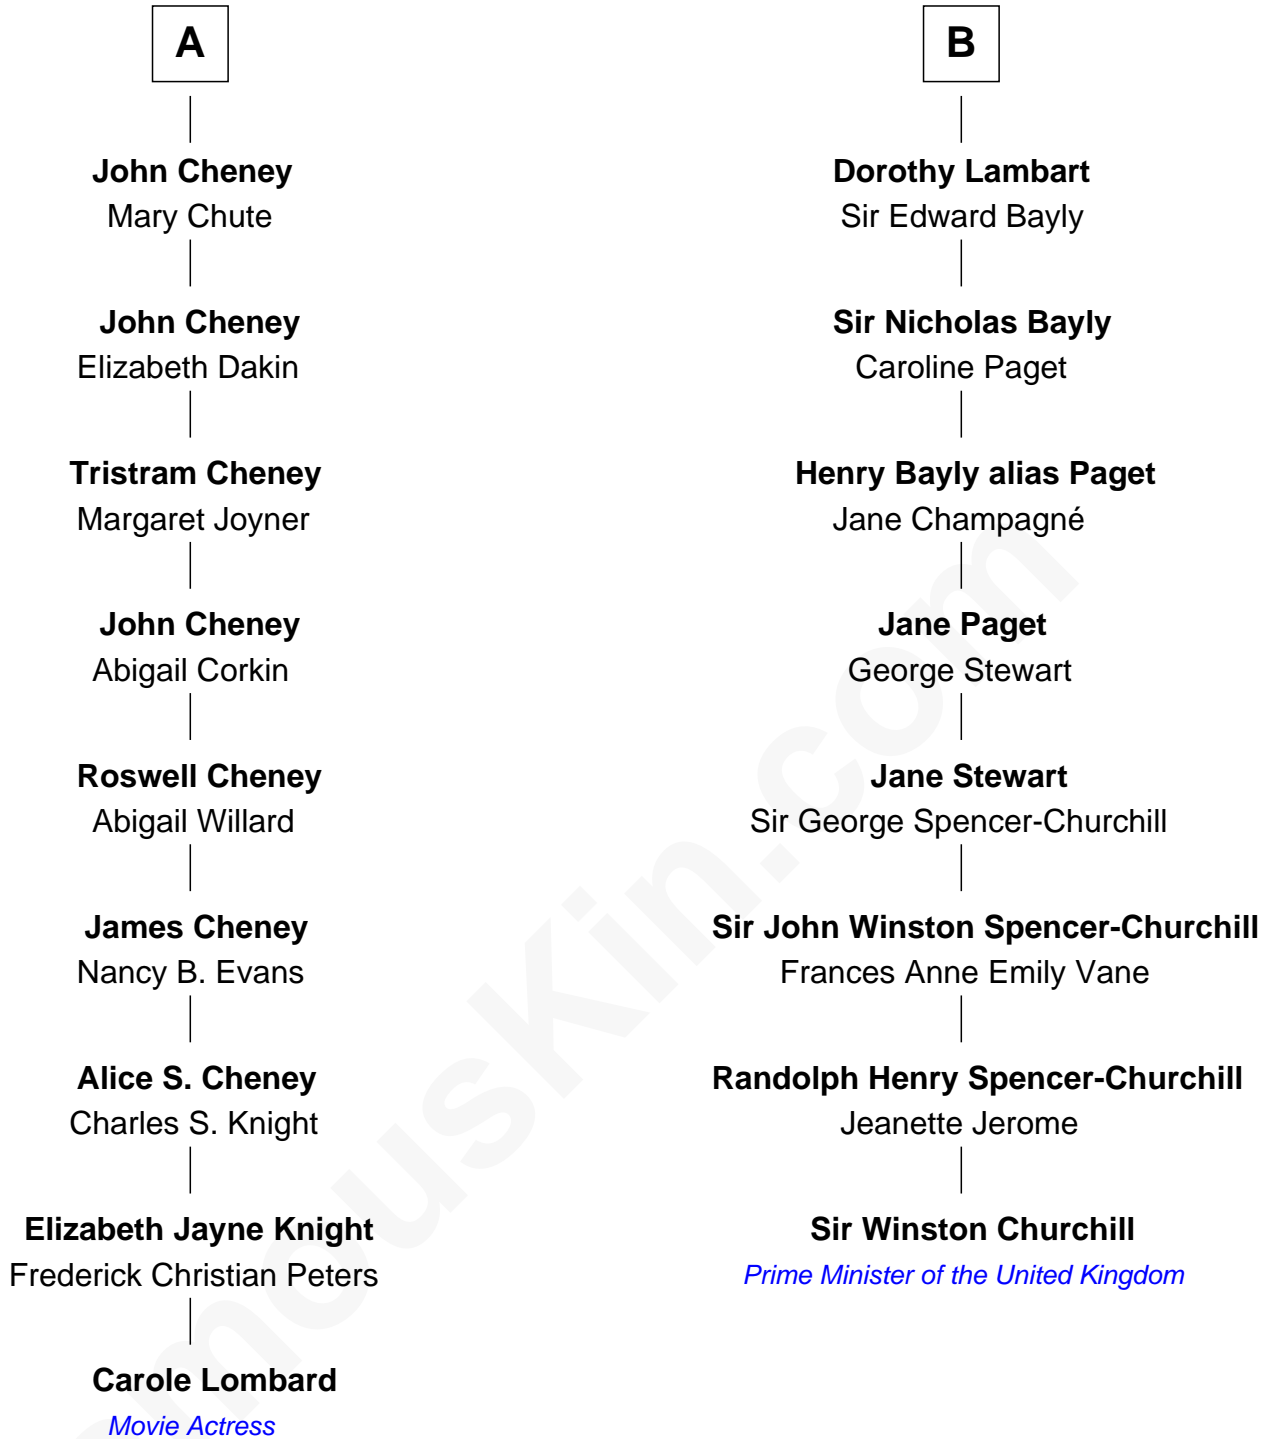 A
John Cheney
Mary Chute
John Cheney
Elizabeth Dakin
Tristram Cheney
Margaret Joyner
John Cheney
Abigail Corkin
Roswell Cheney
Abigail Willard
James Cheney
Nancy B. Evans
Alice S. Cheney
Charles S. Knight
Elizabeth Jayne Knight
Frederick Christian Peters
Carole Lombard
Movie Actress
B
Dorothy Lambart
Sir Edward Bayly
Sir Nicholas Bayly
Caroline Paget
Henry Bayly alias Paget
Jane Champagné
Jane Paget
George Stewart
Jane Stewart
Sir George Spencer-Churchill
Sir John Winston Spencer-Churchill
Frances Anne Emily Vane
Randolph Henry Spencer-Churchill
Jeanette Jerome
Sir Winston Churchill
Prime Minister of the United Kingdom
mousKin.com